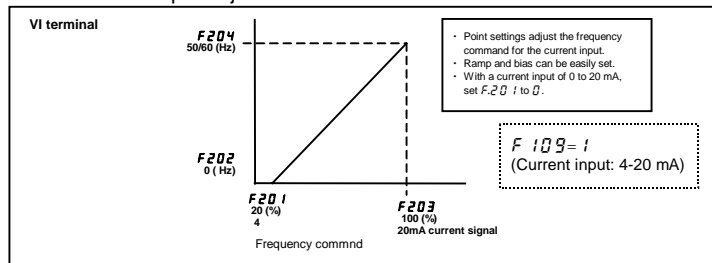 VI terminal
F204
50/60 (Hz)
F202
0 ( Hz)
F201
20 (%)
4
F203
100 (%)
20mA current signal
Frequency commnd
· Point settings adjust the frequency
command for the current input.
· Ramp and bias can be easily set.
· With a current input of 0 to 20 mA,
set F.201 to 0.
F 109=1
(Current input: 4-20 mA)